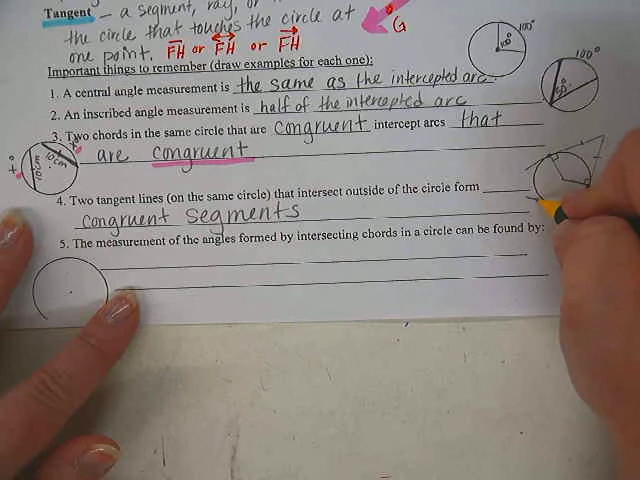 Tangent - a segment, ray, or
the circle that touches the circle at
one point. FH or FH or FH
G
Important things to remember (draw examples for each one):
100°
100°
1. A central angle measurement is the same as the intercepted arc
100°
2. An inscribed angle measurement is half of the intercepted arc
50°
3. Two chords in the same circle that are congruent intercept arcs that
are congruent
x°
x°
10cm
10cm
4. Two tangent lines (on the same circle) that intersect outside of the circle form
congruent segments
5. The measurement of the angles formed by intersecting chords in a circle can be found by: